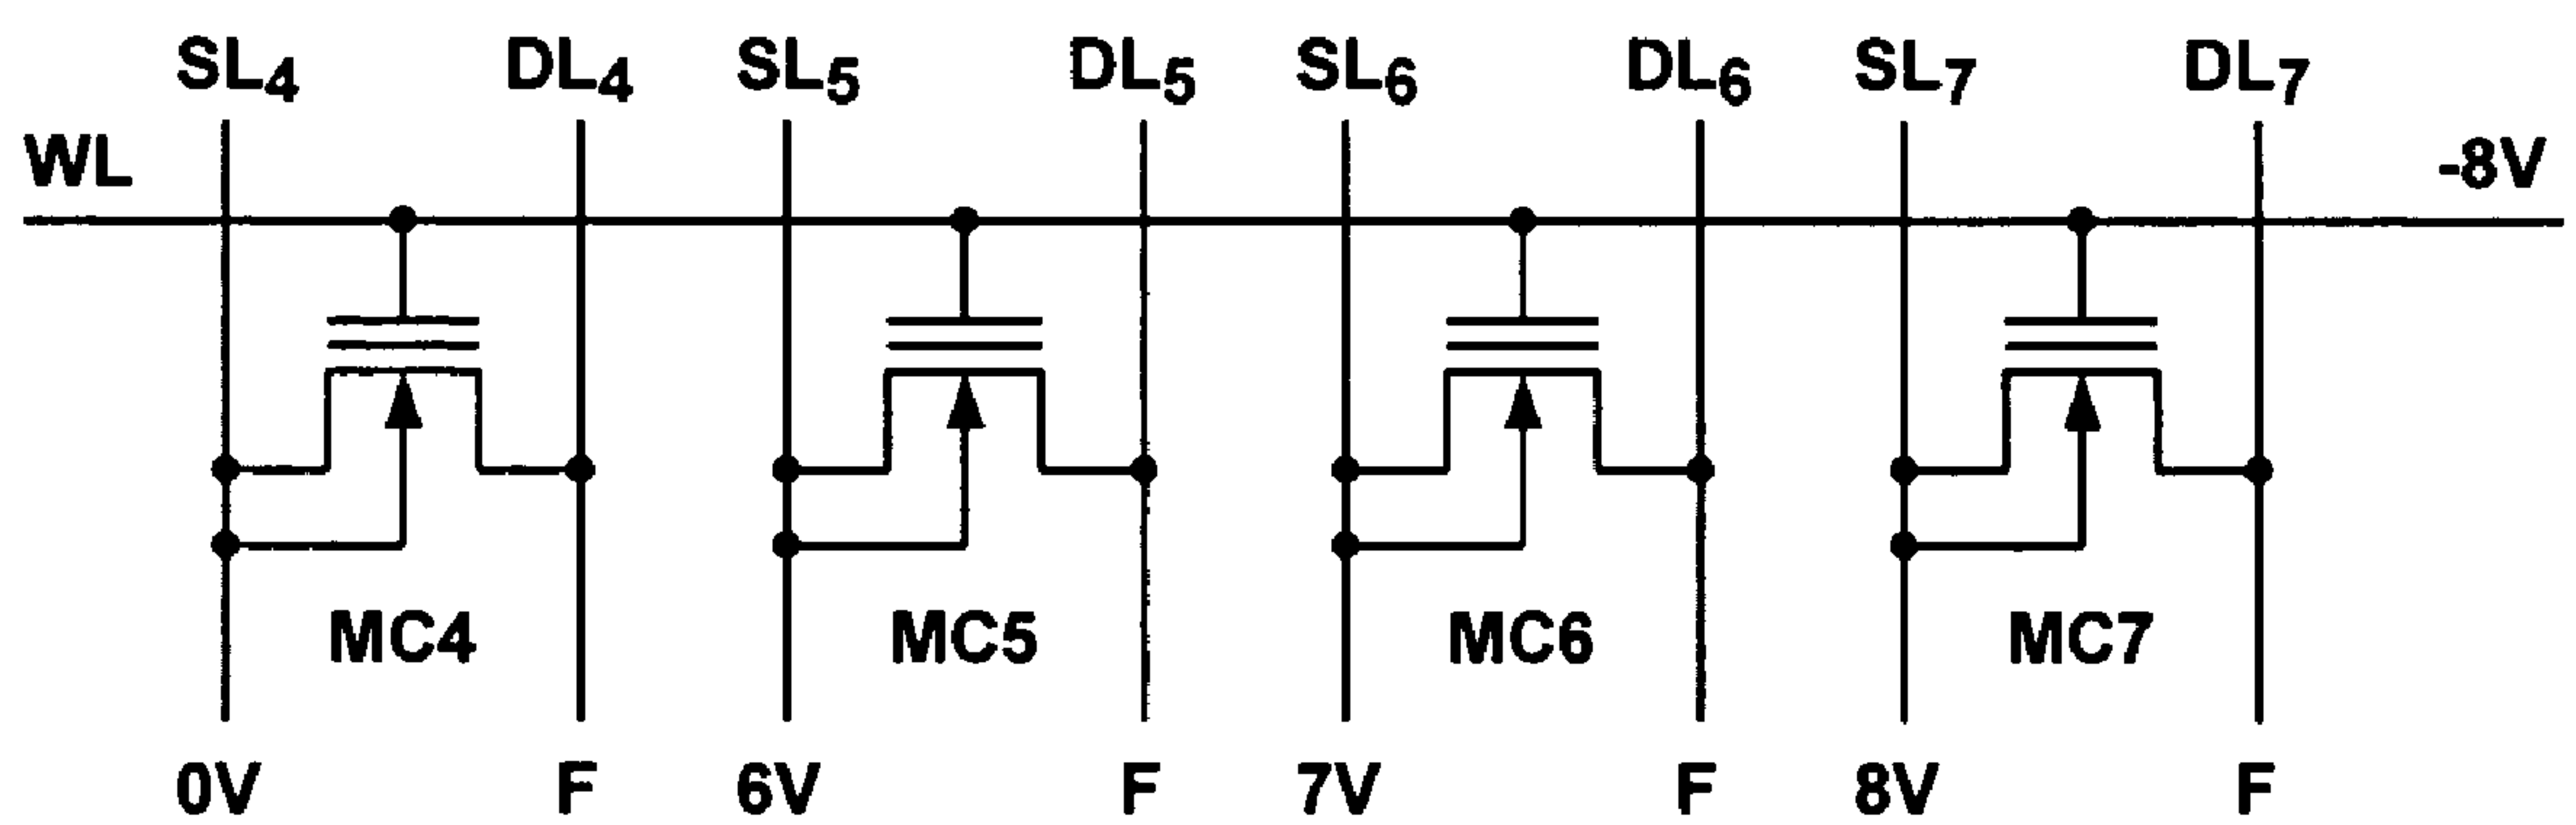 SL4 DL4 SL5 DL5 SL6 DL6 SL7 DL7
WL -8V
MC4 MC5 MC6 MC7
0V F 6V F 7V F 8V F